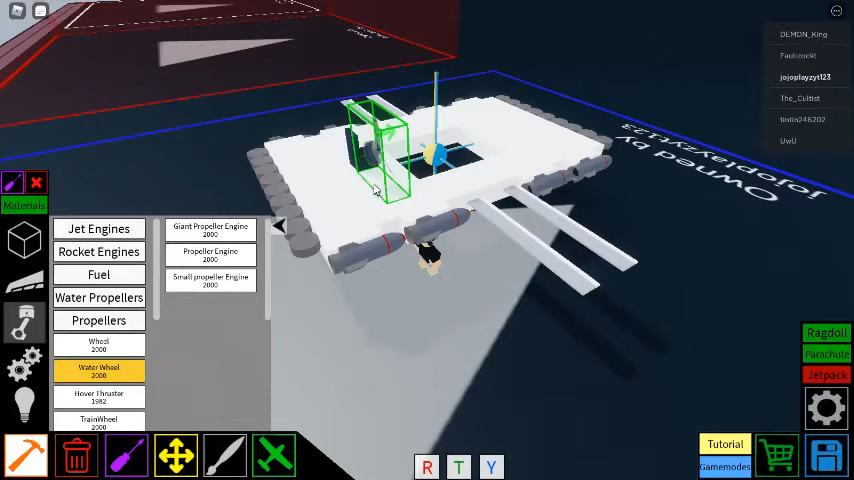 DEMON_King
Faulizockt
jojoplayzyt123
The_Cultist
tintin246202
UwU
Owned by
jojoplayzyt123
Materials
Jet Engines
Rocket Engines
Fuel
Water Propellers
Propellers
Wheel
2000
Water Wheel
2000
Hover Thruster
1982
TrainWheel
2000
Giant Propeller Engine
2000
Propeller Engine
2000
Small propeller Engine
2000
Ragdoll
Parachute
Jetpack
Tutorial
Gamemodes
R
T
Y